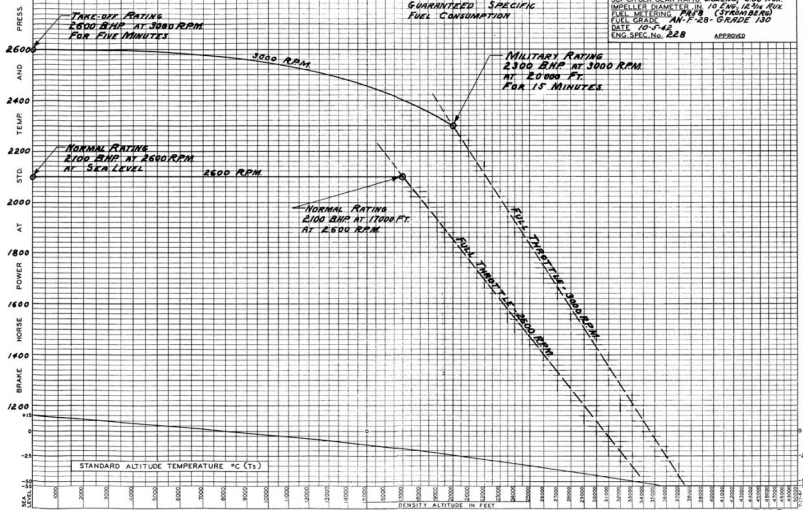 GUARANTEED SPECIFIC
FUEL CONSUMPTION
IMPELLER DIAMETER, IN. 10 ENG, 12 3/16 AUX.
FUEL METERING PR58 (STROMBERG)
FUEL GRADE AN-F-28-GRADE 130
DATE 10-5-42
ENG. SPEC. No. 228 APPROVED
TAKE-OFF RATING
2600 BHP AT 3000 RPM
FOR FIVE MINUTES
3000 RPM
MILITARY RATING
2300 BHP AT 3000 RPM
AT 20000 FT.
FOR 15 MINUTES.
NORMAL RATING
2100 BHP AT 2600 RPM
AT SEA LEVEL
2600 RPM
NORMAL RATING
2100 BHP AT 17000 FT.
AT 2600 RPM
FULL THROTTLE - 3000 RPM
FULL THROTTLE - 2600 RPM
BRAKE HORSE POWER AT STD. TEMP. AND PRESS.
2600
2400
2200
2000
1800
1600
1400
1200
+15
0
-25
STANDARD ALTITUDE TEMPERATURE °C (Ts)
SEA LEVEL
DENSITY ALTITUDE IN FEET